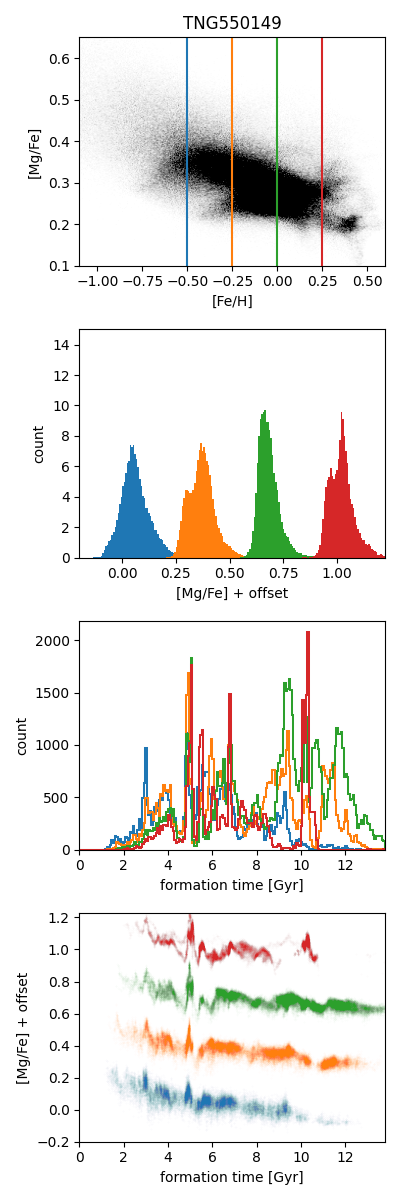 TNG550149
0.6
0.5
0.4
0.3
0.2
0.1
[Mg/Fe]
−1.00 −0.75 −0.50 −0.25 0.00 0.25 0.50
[Fe/H]
14
12
10
8
6
4
2
0
count
0.00 0.25 0.50 0.75 1.00
[Mg/Fe] + offset
2000
1500
1000
500
0
count
0 2 4 6 8 10 12
formation time [Gyr]
1.2
1.0
0.8
0.6
0.4
0.2
0.0
−0.2
[Mg/Fe] + offset
0 2 4 6 8 10 12
formation time [Gyr]